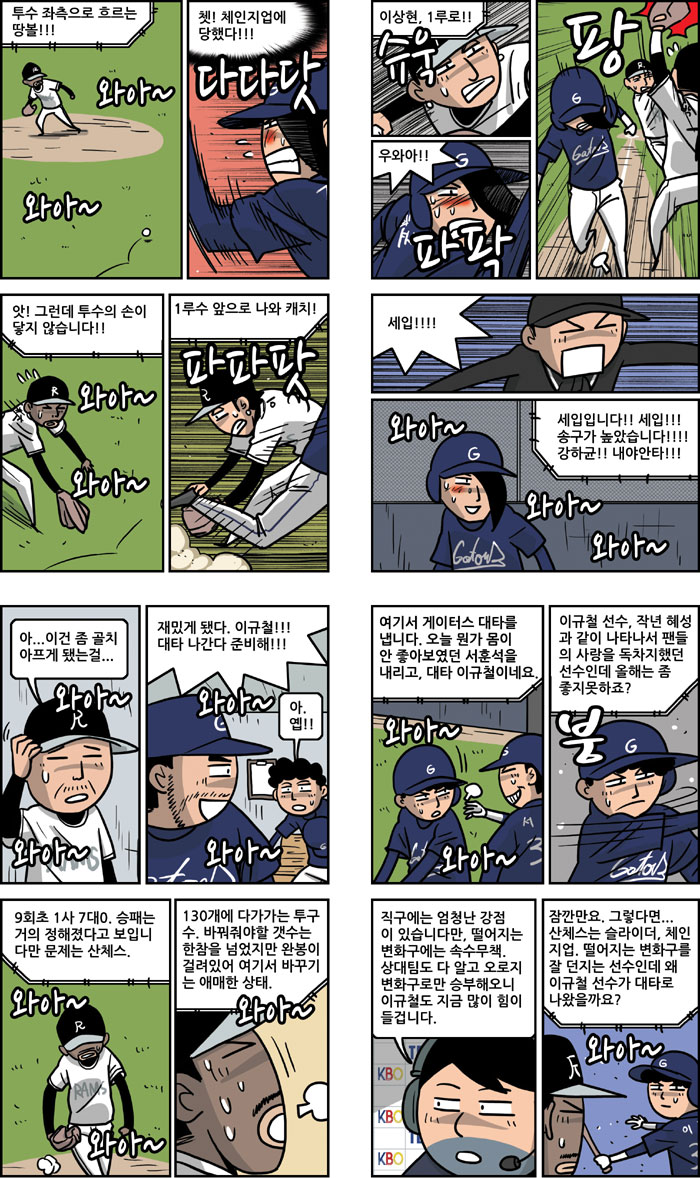 투수 좌측으로 흐르는
땅볼!!!
와아~
와아~
쳇! 체인지업에
당했다!!!
다다닷
G
이상현, 1루로!!
슈욱
우와아!!
G
파팍
팡
G
Gators
R
앗! 그런데 투수의 손이
닿지 않습니다!!
R
와아~
와아~
1루수 앞으로 나와 캐치!
파파팟
세입!!!!
와아~
세입입니다!! 세입!!!
송구가 높았습니다!!!!
강하균!! 내야안타!!!
G
Gators
와아~
와아~
아...이건 좀 골치
아프게 됐는걸...
와아~
R
와아~
RAMS
재밌게 됐다. 이규철!!!
대타 나간다 준비해!!!
와아~
아.
옙!!
G
와아~
여기서 게이터스 대타를
냅니다. 오늘 뭔가 몸이
안 좋아보였던 서훈석을
내리고, 대타 이규철이네요.
와아~
G
와아~
이규철 선수, 작년 혜성
과 같이 나타나서 팬들
의 사랑을 독차지했던
선수인데 올해는 좀
좋지못하죠?
붕
G
Gators
9회초 1사 7대0. 승패는
거의 정해졌다고 보입니
다만 문제는 산체스.
와아~
R
RAMS
와아~
130개에 다가가는 투구
수. 바꿔줘야할 갯수는
한참을 넘었지만 완봉이
걸려있어 여기서 바꾸기
는 애매한 상태.
와아~
직구에는 엄청난 강점
이 있습니다만, 떨어지는
변화구에는 속수무책.
상대팀도 다 알고 오로지
변화구로만 승부해오니
이규철도 지금 많이 힘이
들겁니다.
KBO
KBO
KBO
잠깐만요. 그렇다면...
산체스는 슬라이더, 체인
지업. 떨어지는 변화구를
잘 던지는 선수인데 왜
이규철 선수가 대타로
나왔을까요?
와아~
R